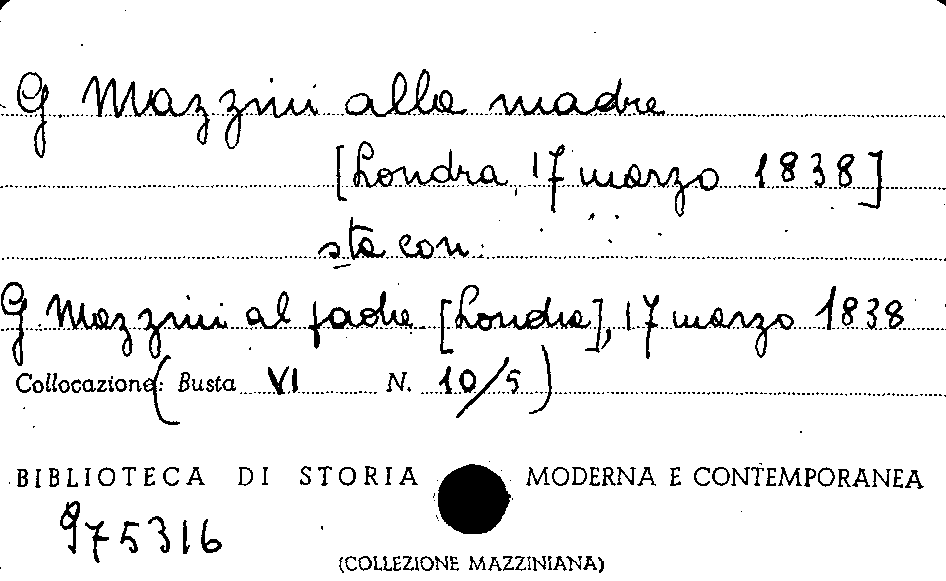 G. Mazzini alla madre
[Londra, 17 marzo 1838]
sta con:
G. Mazzini al padre [Londra], 17 marzo 1838
Collocazione: (Busta VI N. 10/5)
BIBLIOTECA DI STORIA MODERNA E CONTEMPORANEA
975316
(COLLEZIONE MAZZINIANA)